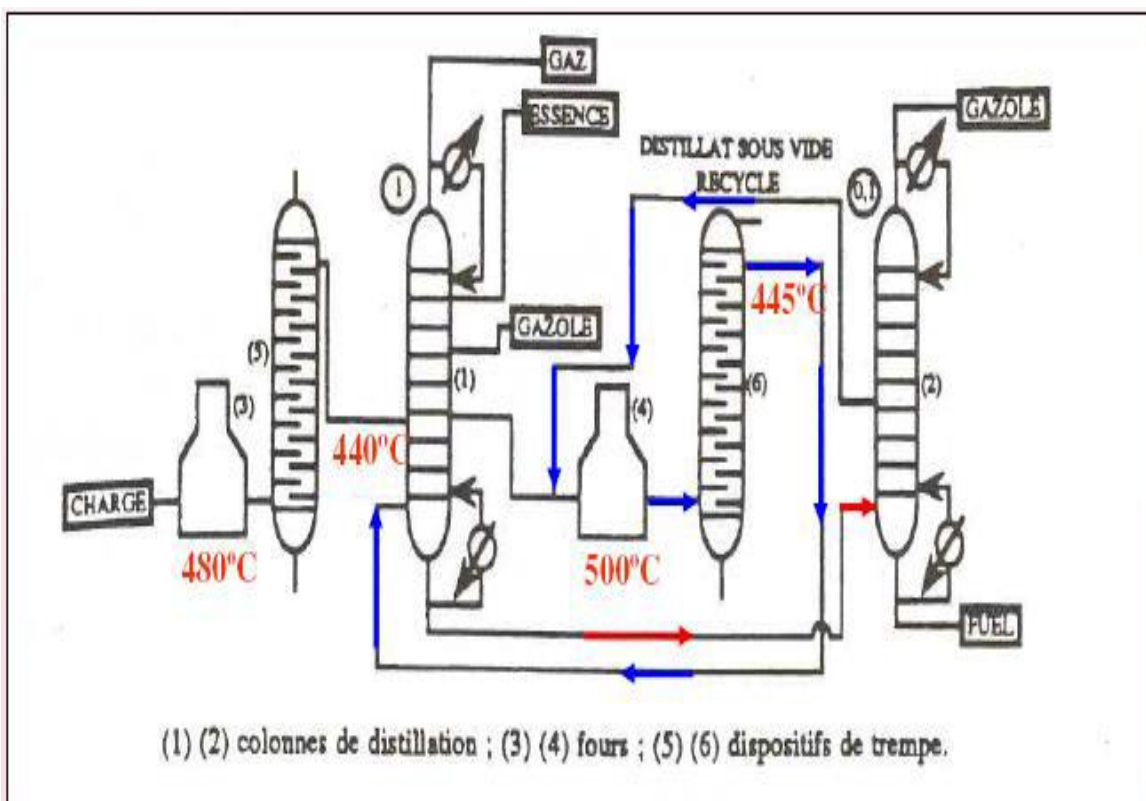 GAZ
ESSENCE
GAZOLE
DISTILLAT SOUS VIDE
RECYCLE
1
0,1
445°C
GAZOLE
(5)
(1)
(6)
(2)
(3)
(4)
440°C
CHARGE
480°C
500°C
FUEL
(1) (2) colonnes de distillation ; (3) (4) fours ; (5) (6) dispositifs de trempe.